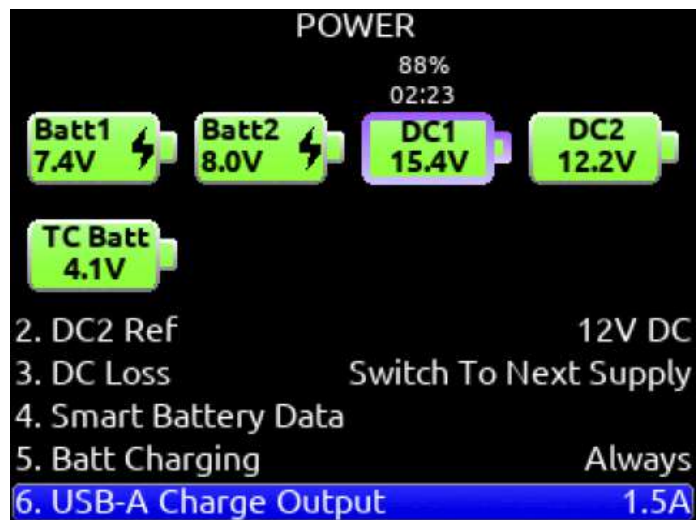 POWER
88%
02:23
Batt1 Batt2 DC1 DC2
7.4V 8.0V 15.4V 12.2V
TC Batt
4.1V
2. DC2 Ref 12V DC
3. DC Loss Switch To Next Supply
4. Smart Battery Data
5. Batt Charging Always
6. USB-A Charge Output 1.5A